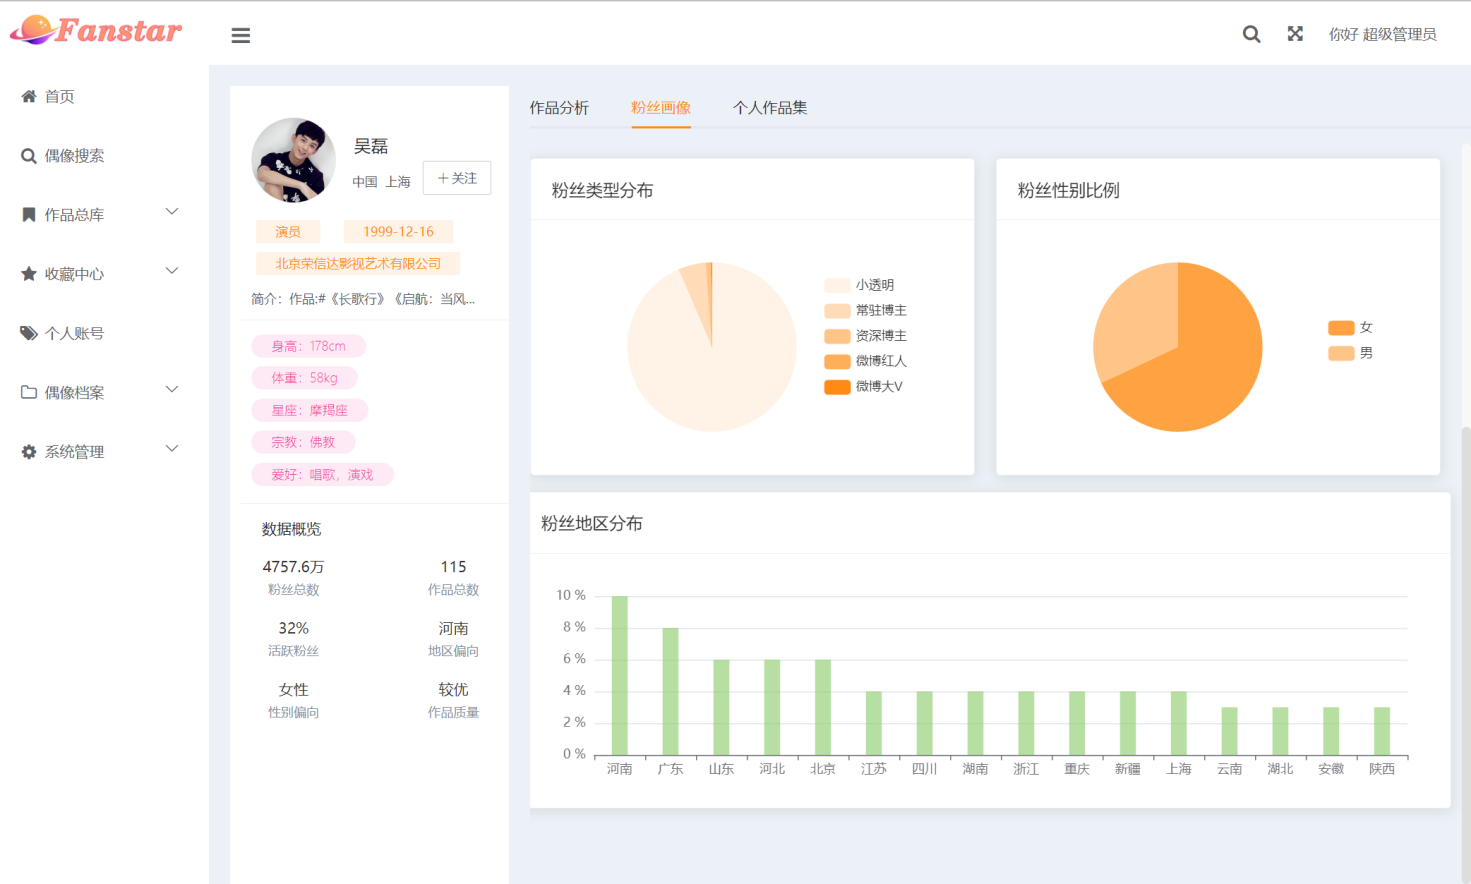 Fanstar
你好 超级管理员
首页
偶像搜索
作品总库
收藏中心
个人账号
偶像档案
系统管理
吴磊
中国 上海
+关注
演员
1999-12-16
北京荣信达影视艺术有限公司
简介：作品:#《长歌行》《启航：当风...
身高：178cm
体重：58kg
星座：摩羯座
宗教：佛教
爱好：唱歌，演戏
数据概览
4757.6万 115
粉丝总数 作品总数
32% 河南
活跃粉丝 地区偏向
女性 较优
性别偏向 作品质量
作品分析 粉丝画像 个人作品集
粉丝类型分布
小透明
常驻博主
资深博主
微博红人
微博大V
粉丝性别比例
女
男
粉丝地区分布
10 %
8 %
6 %
4 %
2 %
0 %
河南 广东 山东 河北 北京 江苏 四川 湖南 浙江 重庆 新疆 上海 云南 湖北 安徽 陕西